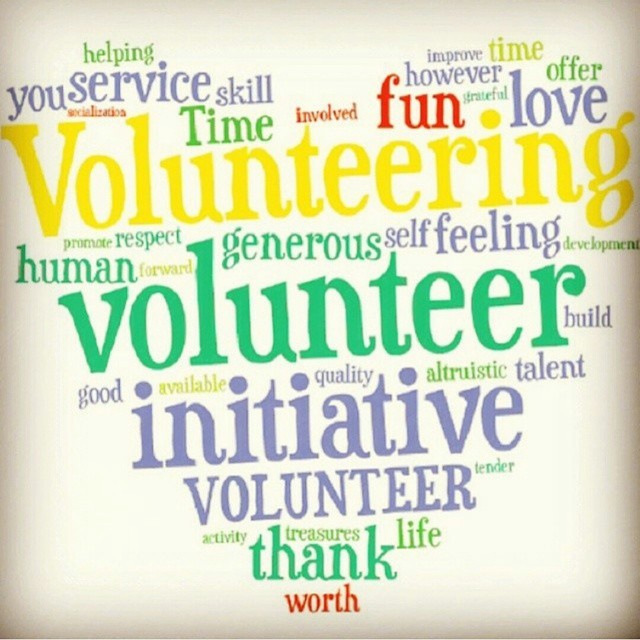 helping improve time
you service skill however offer
socialization Time involved fun grateful love
Volunteering
promote respect generous self feeling development
human forward
volunteer
build
good available quality altruistic talent
initiative
tender
VOLUNTEER
activity treasures life
thank
worth